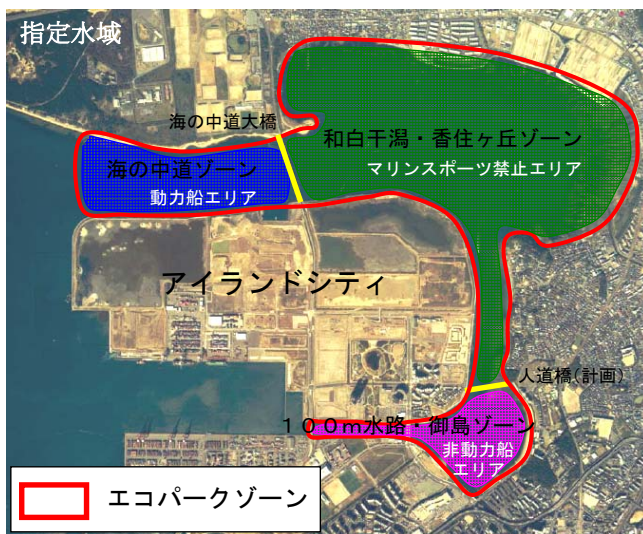 指定水域
海の中道大橋
和白干潟・香住ヶ丘ゾーン
マリンスポーツ禁止エリア
海の中道ゾーン
動力船エリア
アイランドシティ
人道橋(計画)
100m水路・御島ゾーン
非動力船
エリア
エコパークゾーン